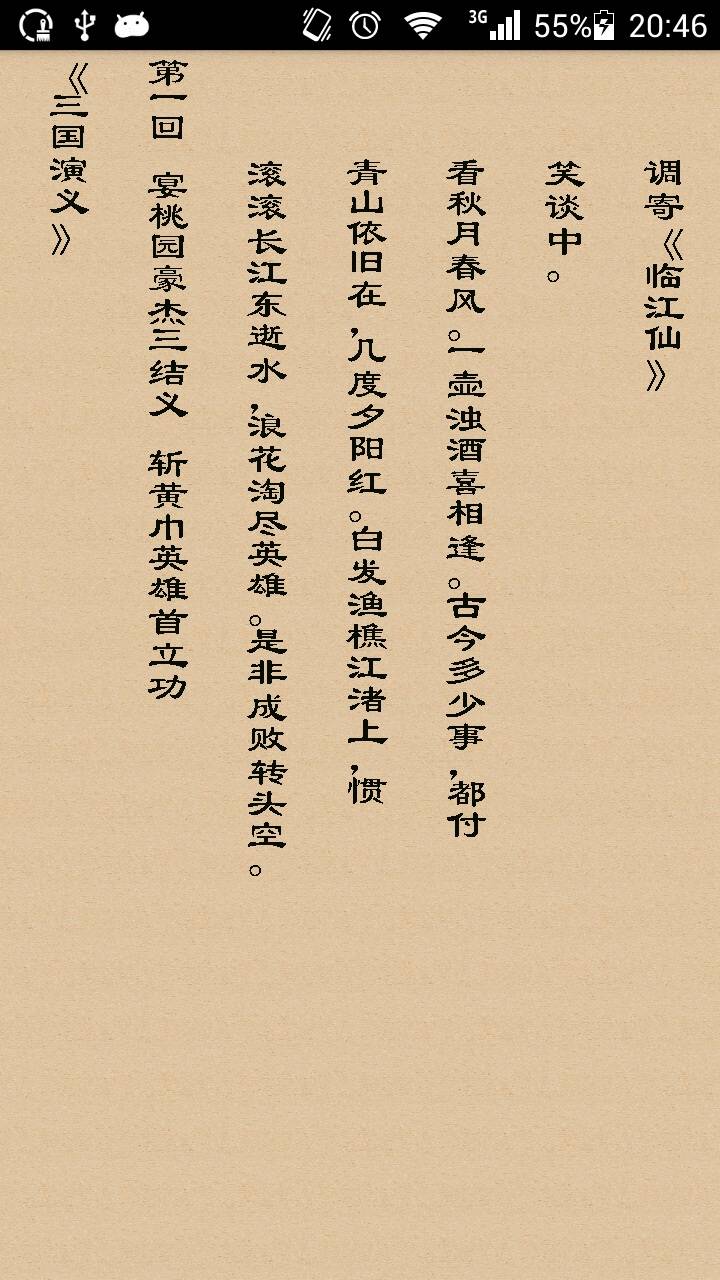 3G 55% 20:46
《三国演义》
第一回 宴桃园豪杰三结义 斩黄巾英雄首立功
滚滚长江东逝水,浪花淘尽英雄。是非成败转头空。
青山依旧在,几度夕阳红。白发渔樵江渚上,惯
看秋月春风。一壶浊酒喜相逢。古今多少事,都付
笑谈中。
调寄《临江仙》